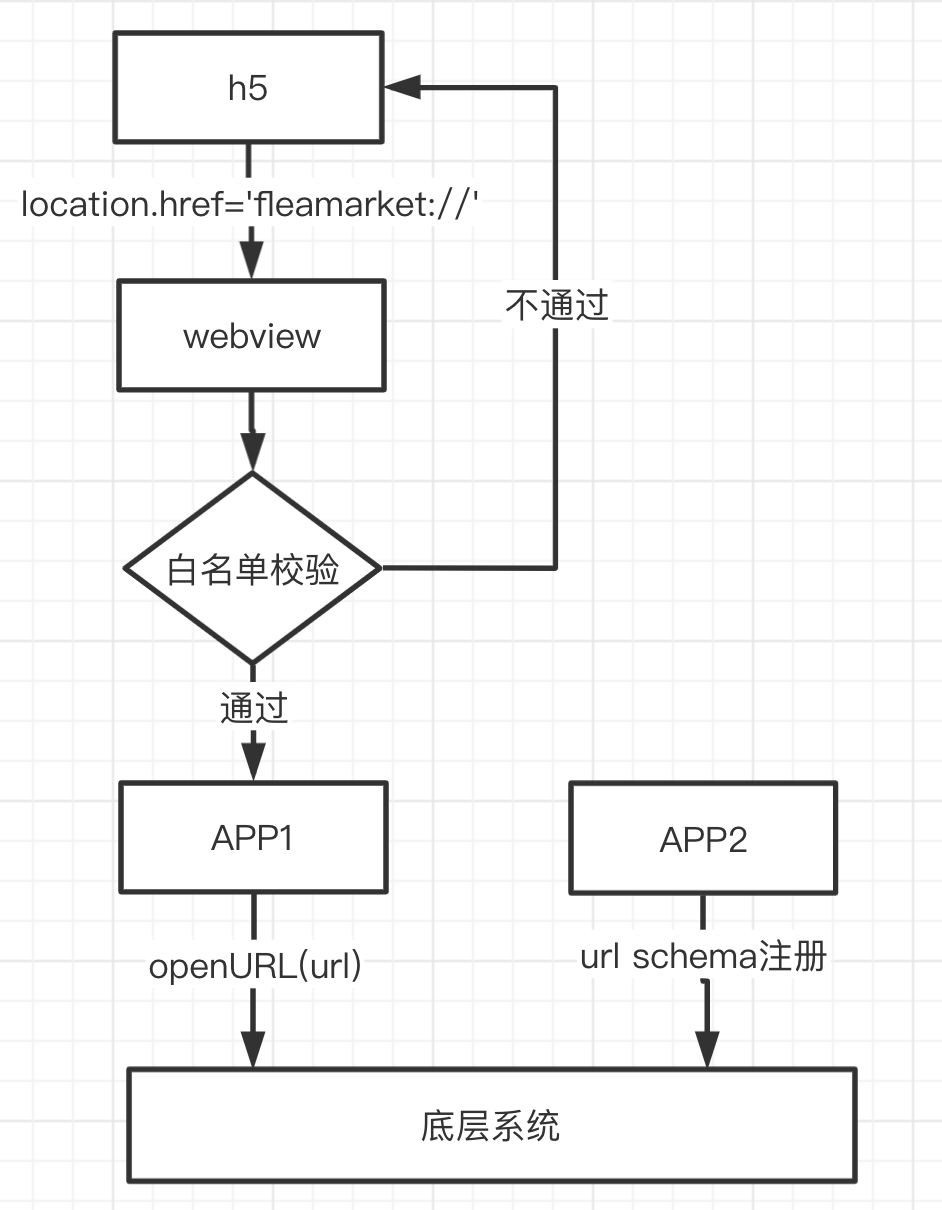 h5
location.href='fleamarket://'
不通过
webview
白名单校验
通过
APP1
APP2
openURL(url)
url schema注册
底层系统